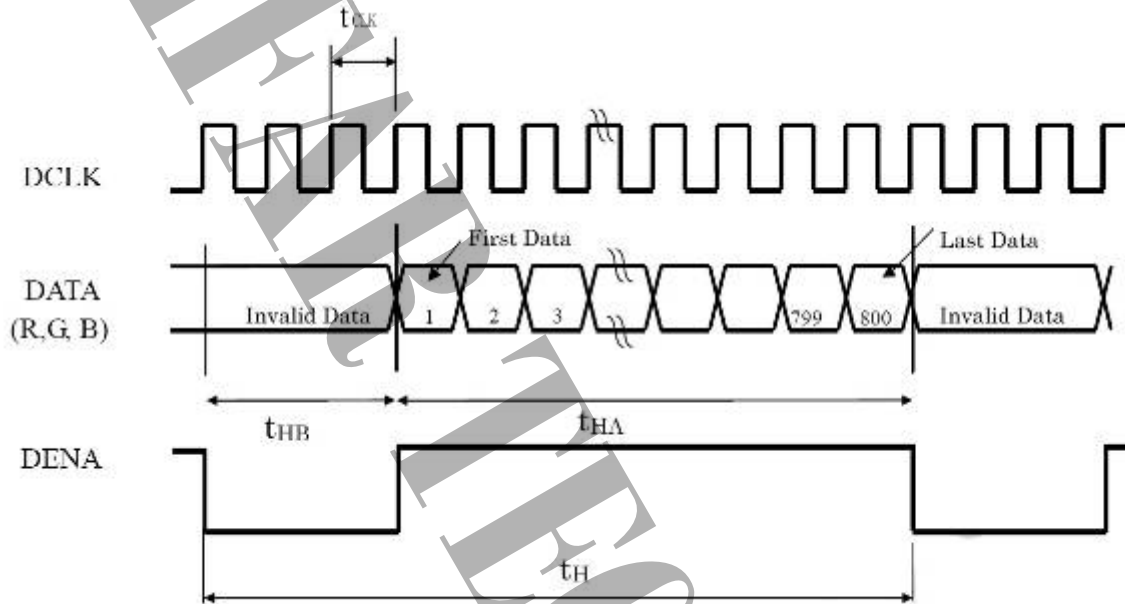 tCLK
DCLK
First Data
Last Data
DATA
(R,G, B)
Invalid Data
1
2
3
799
800
Invalid Data
tHB
tHA
DENA
tH